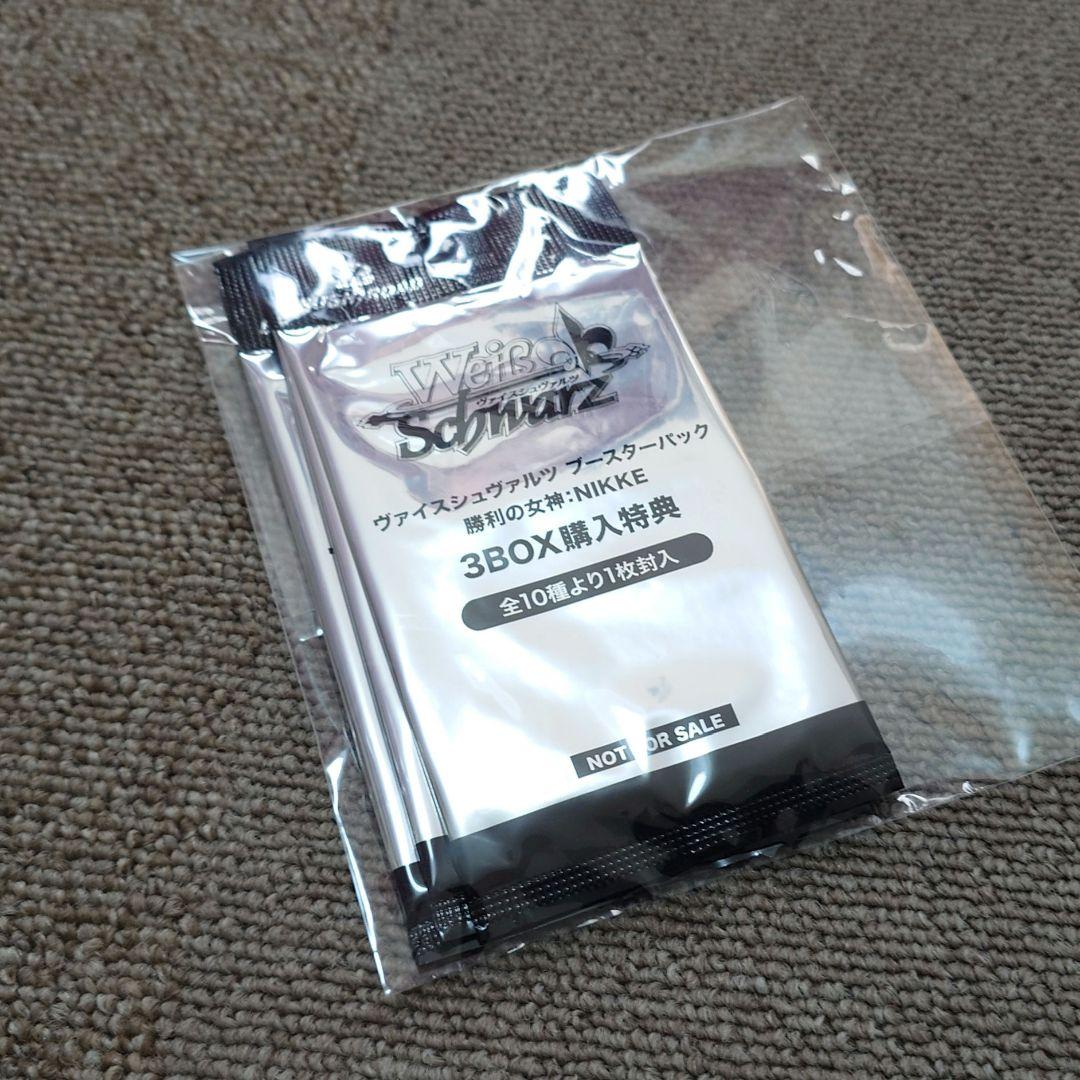 Weiß
ヴァイスシュヴァルツ
Schwarz
ヴァイスシュヴァルツ ブースターパック
勝利の女神：NIKKE
3BOX購入特典
全10種より1枚封入
NOT FOR SALE